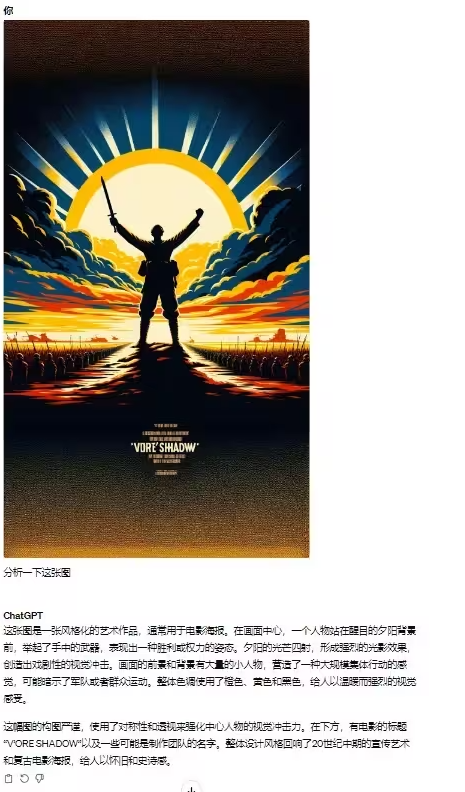 你
"VORE' SHADOW"
分析一下这张图
ChatGPT
这张图是一张风格化的艺术作品，通常用于电影海报。在画面中心，一个人物站在醒目的夕阳背景
前，举起了手中的武器，表现出一种胜利或权力的姿态。夕阳的光芒四射，形成强烈的光影效果，
创造出戏剧性的视觉冲击。画面的前景和背景有大量的小人物，营造了一种大规模集体行动的感
觉，可能暗示了军队或者群众运动。整体色调使用了橙色、黄色和黑色，给人以温暖而强烈的视觉
感受。
这幅图的构图严谨，使用了对称性和透视来强化中心人物的视觉冲击力。在下方，有电影的标题
“V'ORE SHADOW”以及一些可能是制作团队的名字。整体设计风格回响了20世纪中期的宣传艺术
和复古电影海报，给人以怀旧和史诗感。